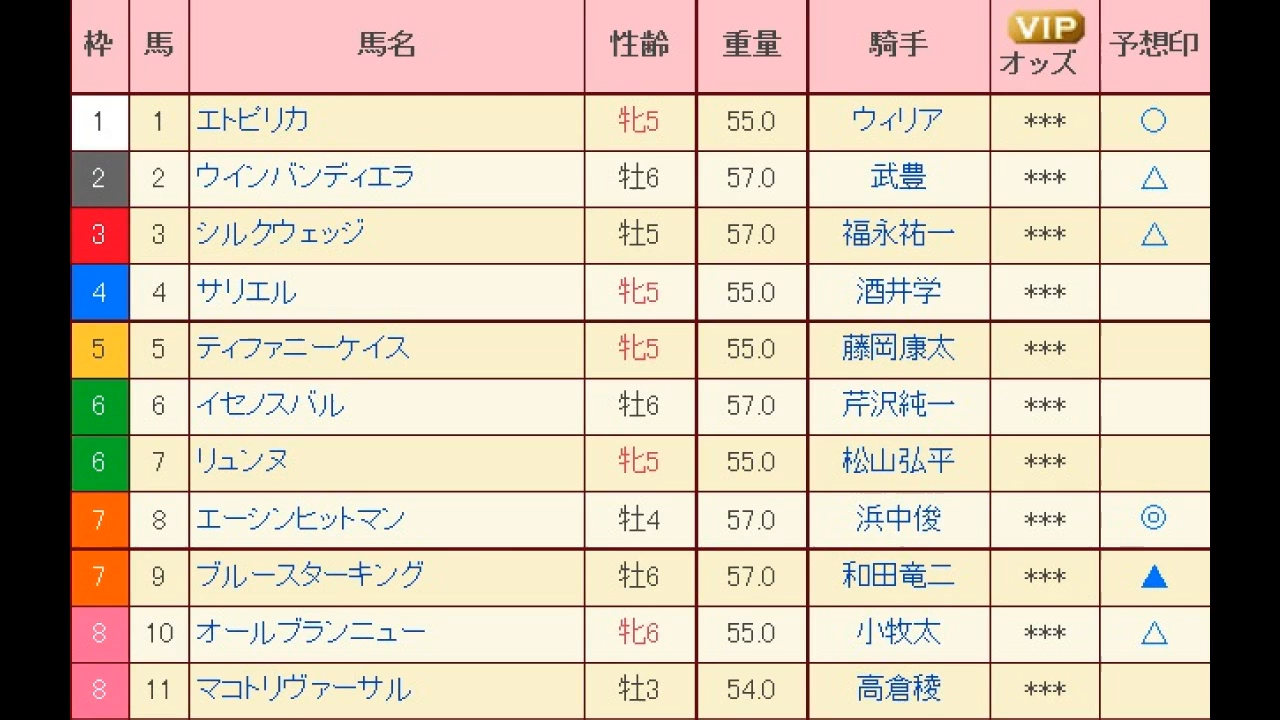 枠 馬 馬名 性齢 重量 騎手 VIP オッズ 予想印
1 1 エトピリカ 牝5 55.0 ウィリア *** ○
2 2 ウインバンディエラ 牡6 57.0 武豊 *** △
3 3 シルクウェッジ 牡5 57.0 福永祐一 *** △
4 4 サリエル 牝5 55.0 酒井学 ***
5 5 ティファニーケイス 牝5 55.0 藤岡康太 ***
6 6 イセノスバル 牡6 57.0 芹沢純一 ***
6 7 リュンヌ 牝5 55.0 松山弘平 ***
7 8 エーシンヒットマン 牡4 57.0 浜中俊 *** ◎
7 9 ブルースターキング 牡6 57.0 和田竜二 *** ▲
8 10 オールブランニュー 牝6 55.0 小牧太 *** △
8 11 マコトリヴァーサル 牡3 54.0 高倉稜 ***